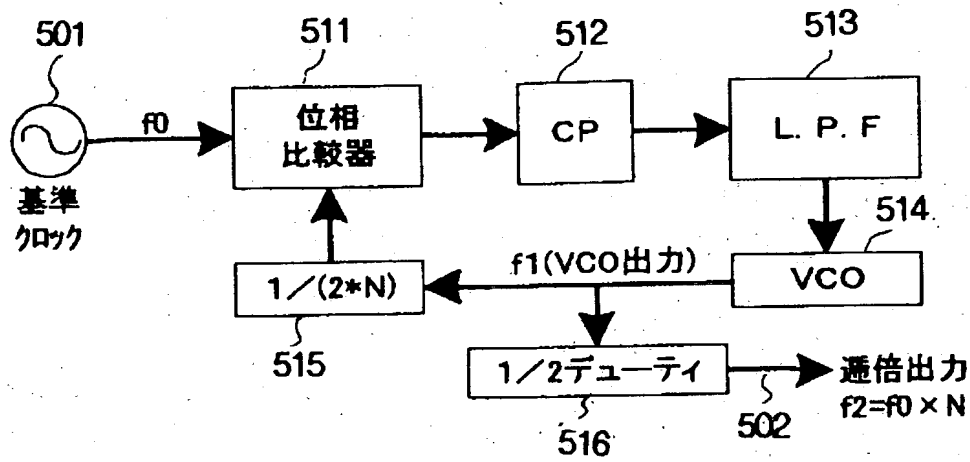 501
511
512
513
f0
位相
比較器
CP
L. P. F
基準
クロック
514
f1(VCO出力)
VCO
1／(2*N)
515
1／2デューティ
516
502
逓倍出力
f2=f0×N